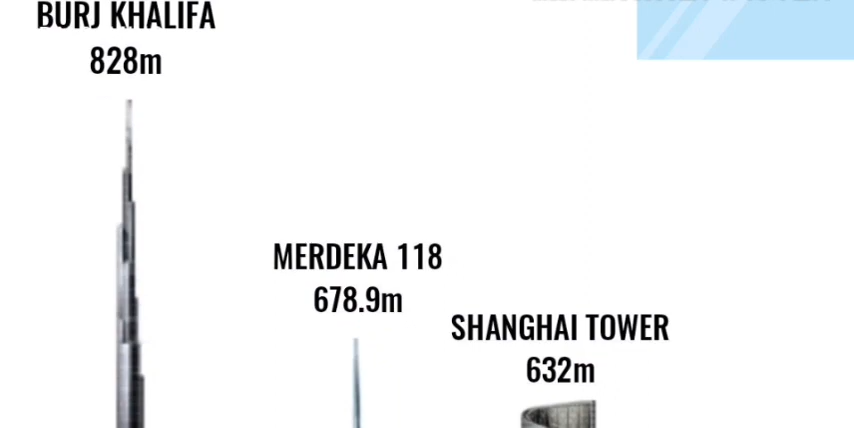 BURJ KHALIFA
828m
MERDEKA 118
678.9m
SHANGHAI TOWER
632m